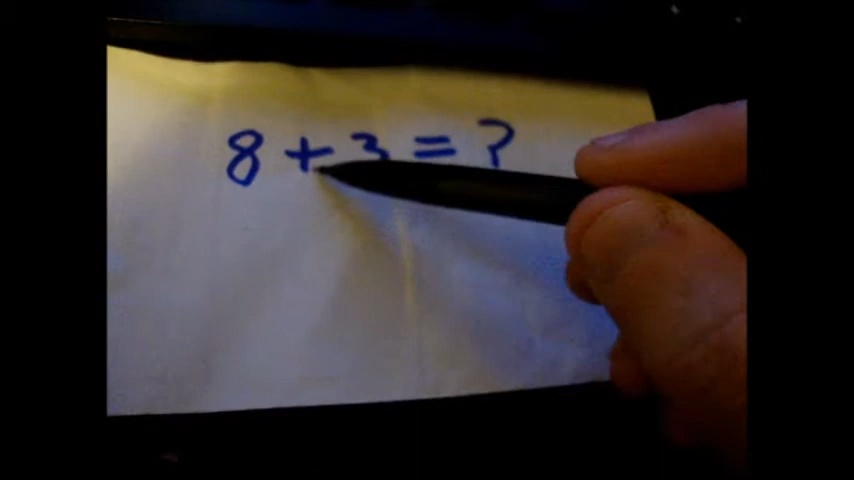 8 + 3 = ?